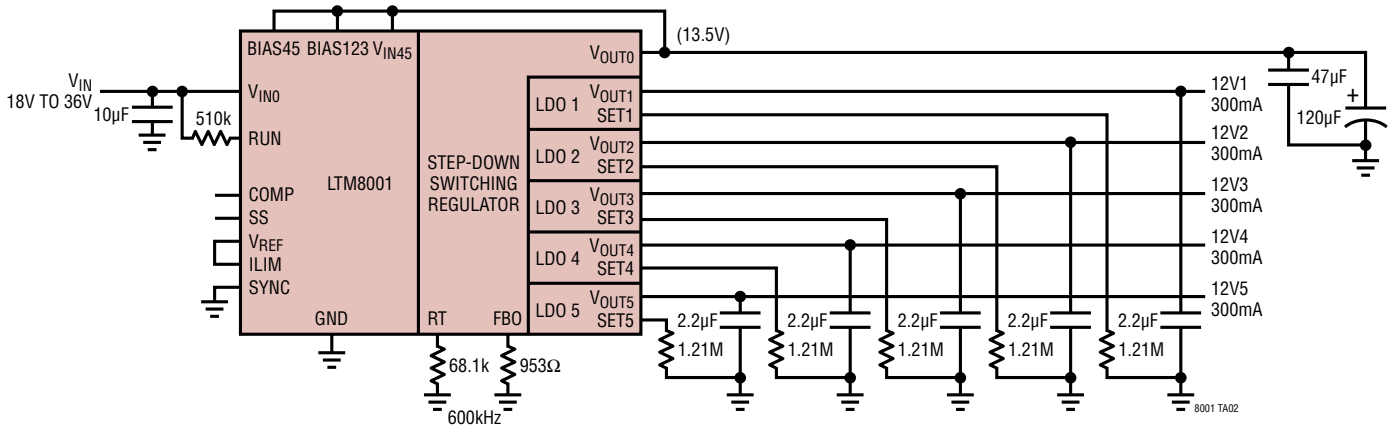 BIAS45 BIAS123 VIN45
VOUT0
(13.5V)
VIN
18V TO 36V
10µF
510k
VIN0
RUN
COMP
SS
VREF
ILIM
SYNC
GND
LTM8001
STEP-DOWN
SWITCHING
REGULATOR
RT
FBO
68.1k
953Ω
600kHz
LDO 1
VOUT1
SET1
LDO 2
VOUT2
SET2
LDO 3
VOUT3
SET3
LDO 4
VOUT4
SET4
LDO 5
VOUT5
SET5
12V1
300mA
12V2
300mA
12V3
300mA
12V4
300mA
12V5
300mA
47µF
+
120µF
2.2µF
1.21M
2.2µF
1.21M
2.2µF
1.21M
2.2µF
1.21M
2.2µF
1.21M
8001 TA02